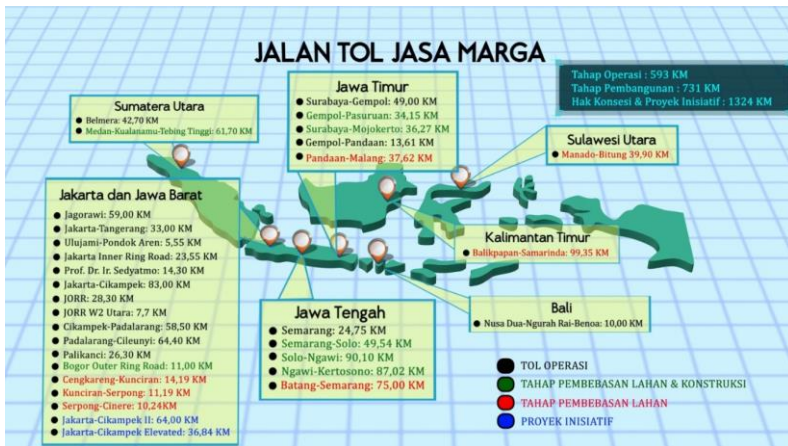 JALAN TOL JASA MARGA
Tahap Operasi : 593 KM
Tahap Pembangunan : 731 KM
Hak Konsesi & Proyek Inisiatif : 1324 KM
Sumatera Utara
Belmera: 42,70 KM
Medan-Kualanamu-Tebing Tinggi: 61,70 KM
Jawa Timur
Surabaya-Gempol: 49,00 KM
Gempol-Pasuruan: 34,15 KM
Surabaya-Mojokerto: 36,27 KM
Gempol-Pandaan: 13,61 KM
Pandaan-Malang: 37,62 KM
Sulawesi Utara
Manado-Bitung 39,90 KM
Jakarta dan Jawa Barat
Jagorawi: 59,00 KM
Jakarta-Tangerang: 33,00 KM
Ulujami-Pondok Aren: 5,55 KM
Jakarta Inner Ring Road: 23,55 KM
Prof. Dr. Ir. Sedyatmo: 14,30 KM
Jakarta-Cikampek: 83,00 KM
JORR: 28,30 KM
JORR W2 Utara: 7,7 KM
Cikampek-Padalarang: 58,50 KM
Padalarang-Cileunyi: 64,40 KM
Palikanci: 26,30 KM
Bogor Outer Ring Road: 11,00 KM
Cengkareng-Kunciran: 14,19 KM
Kunciran-Serpong: 11,19 KM
Serpong-Cinere: 10,24KM
Jakarta-Cikampek II: 64,00 KM
Jakarta-Cikampek Elevated: 36,84 KM
Kalimantan Timur
Balikpapan-Samarinda: 99,35 KM
Jawa Tengah
Semarang: 24,75 KM
Semarang-Solo: 49,54 KM
Solo-Ngawi: 90,10 KM
Ngawi-Kertosono: 87,02 KM
Batang-Semarang: 75,00 KM
Bali
Nusa Dua-Ngurah Rai-Benoa: 10,00 KM
TOL OPERASI
TAHAP PEMBEBASAN LAHAN & KONSTRUKSI
TAHAP PEMBEBASAN LAHAN
PROYEK INISIATIF